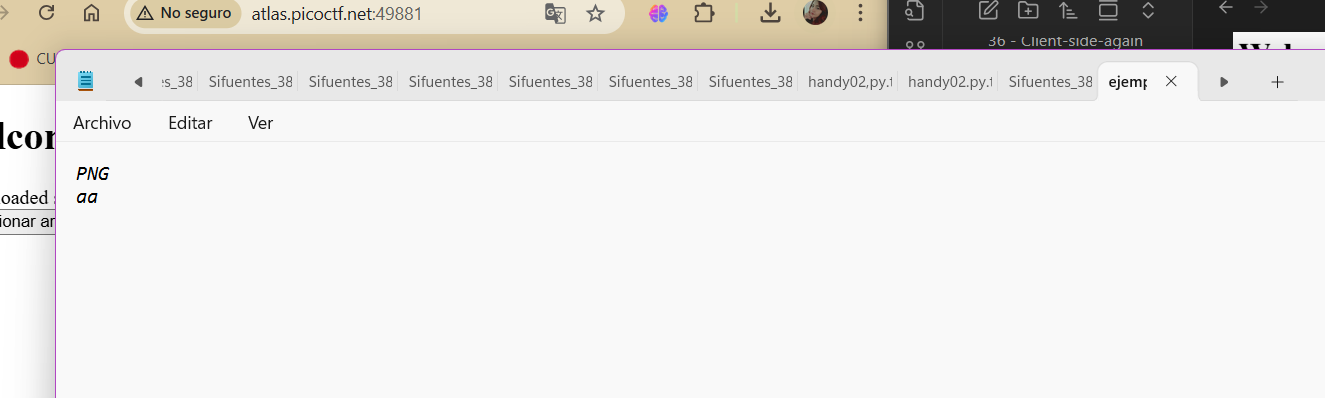 No seguro atlas.picoctf.net:49881
36 - Client-side-again
CU
es_38 Sifuentes_38 Sifuentes_38 Sifuentes_38 Sifuentes_38 Sifuentes_38 Sifuentes_38 handy02,py.t handy02.py.t Sifuentes_38 ejemp
Archivo Editar Ver
lcor
PNG
oaded
aa
ionar ar